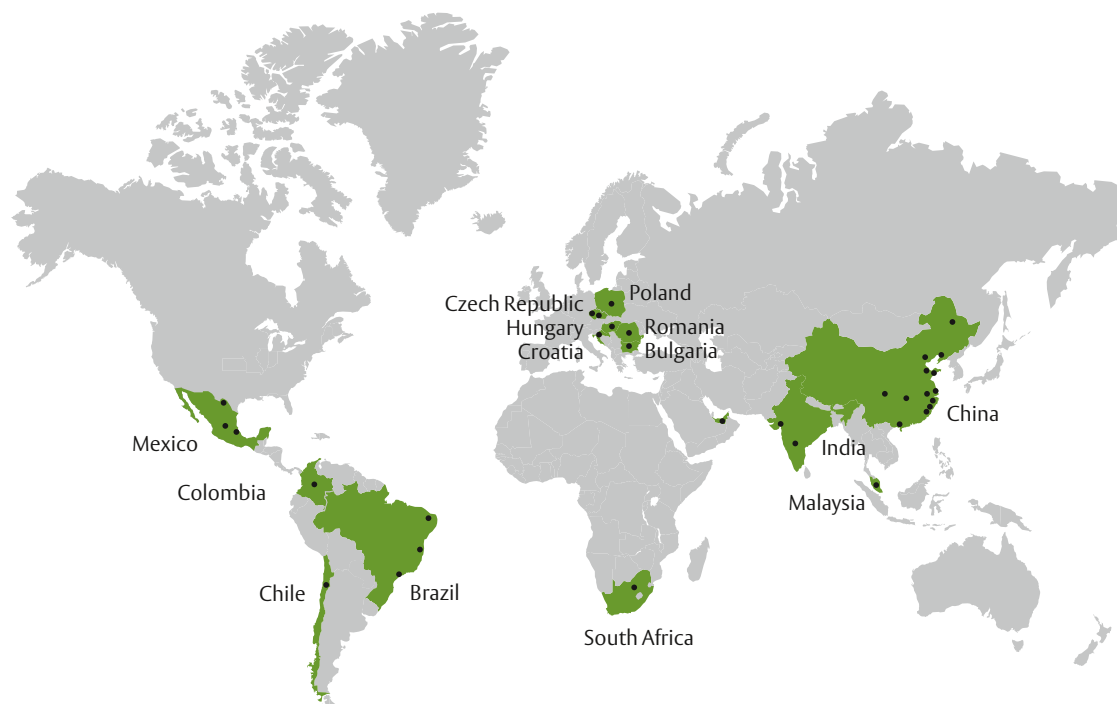 Czech Republic
Poland
Hungary
Romania
Croatia
Bulgaria
China
Mexico
India
Colombia
Malaysia
Chile
Brazil
South Africa